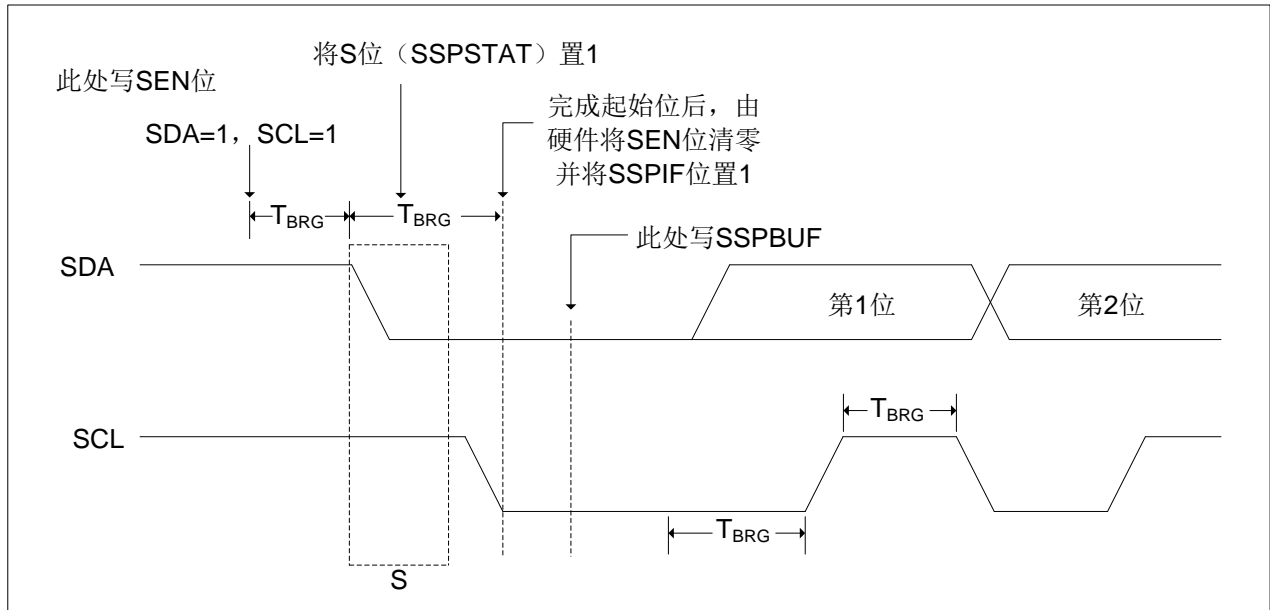 将S位（SSPSTAT）置1
此处写SEN位
SDA=1，SCL=1
完成起始位后，由
硬件将SEN位清零
并将SSPIF位置1
TBRG
TBRG
此处写SSPBUF
SDA
第1位
第2位
TBRG
SCL
TBRG
S